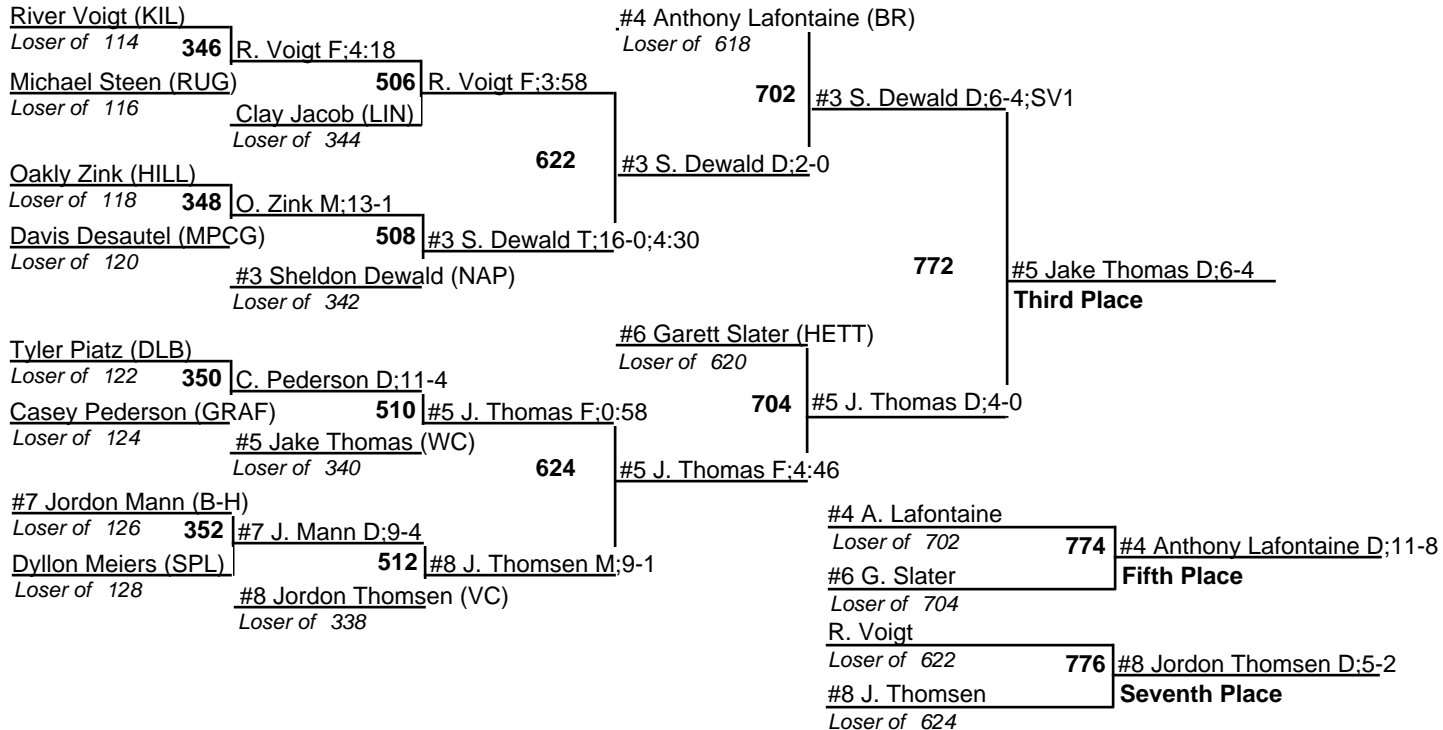 River Voigt (KIL)
Loser of 114
346
R. Voigt F;4:18
Michael Steen (RUG)
Loser of 116
506
R. Voigt F;3:58
Clay Jacob (LIN)
Loser of 344
622
#3 S. Dewald D;2-0
Oakly Zink (HILL)
Loser of 118
348
O. Zink M;13-1
Davis Desautel (MPCG)
Loser of 120
508
#3 S. Dewald T;16-0;4:30
#3 Sheldon Dewald (NAP)
Loser of 342
#4 Anthony Lafontaine (BR)
Loser of 618
702
#3 S. Dewald D;6-4;SV1
772
#5 Jake Thomas D;6-4
Third Place
Tyler Piatz (DLB)
Loser of 122
350
C. Pederson D;11-4
Casey Pederson (GRAF)
Loser of 124
510
#5 J. Thomas F;0:58
#5 Jake Thomas (WC)
Loser of 340
624
#5 J. Thomas F;4:46
#7 Jordon Mann (B-H)
Loser of 126
352
#7 J. Mann D;9-4
Dyllon Meiers (SPL)
Loser of 128
512
#8 J. Thomsen M;9-1
#8 Jordon Thomsen (VC)
Loser of 338
#6 Garett Slater (HETT)
Loser of 620
704
#5 J. Thomas D;4-0
#4 A. Lafontaine
Loser of 702
774
#4 Anthony Lafontaine D;11-8
#6 G. Slater
Fifth Place
Loser of 704
R. Voigt
Loser of 622
776
#8 Jordon Thomsen D;5-2
#8 J. Thomsen
Seventh Place
Loser of 624